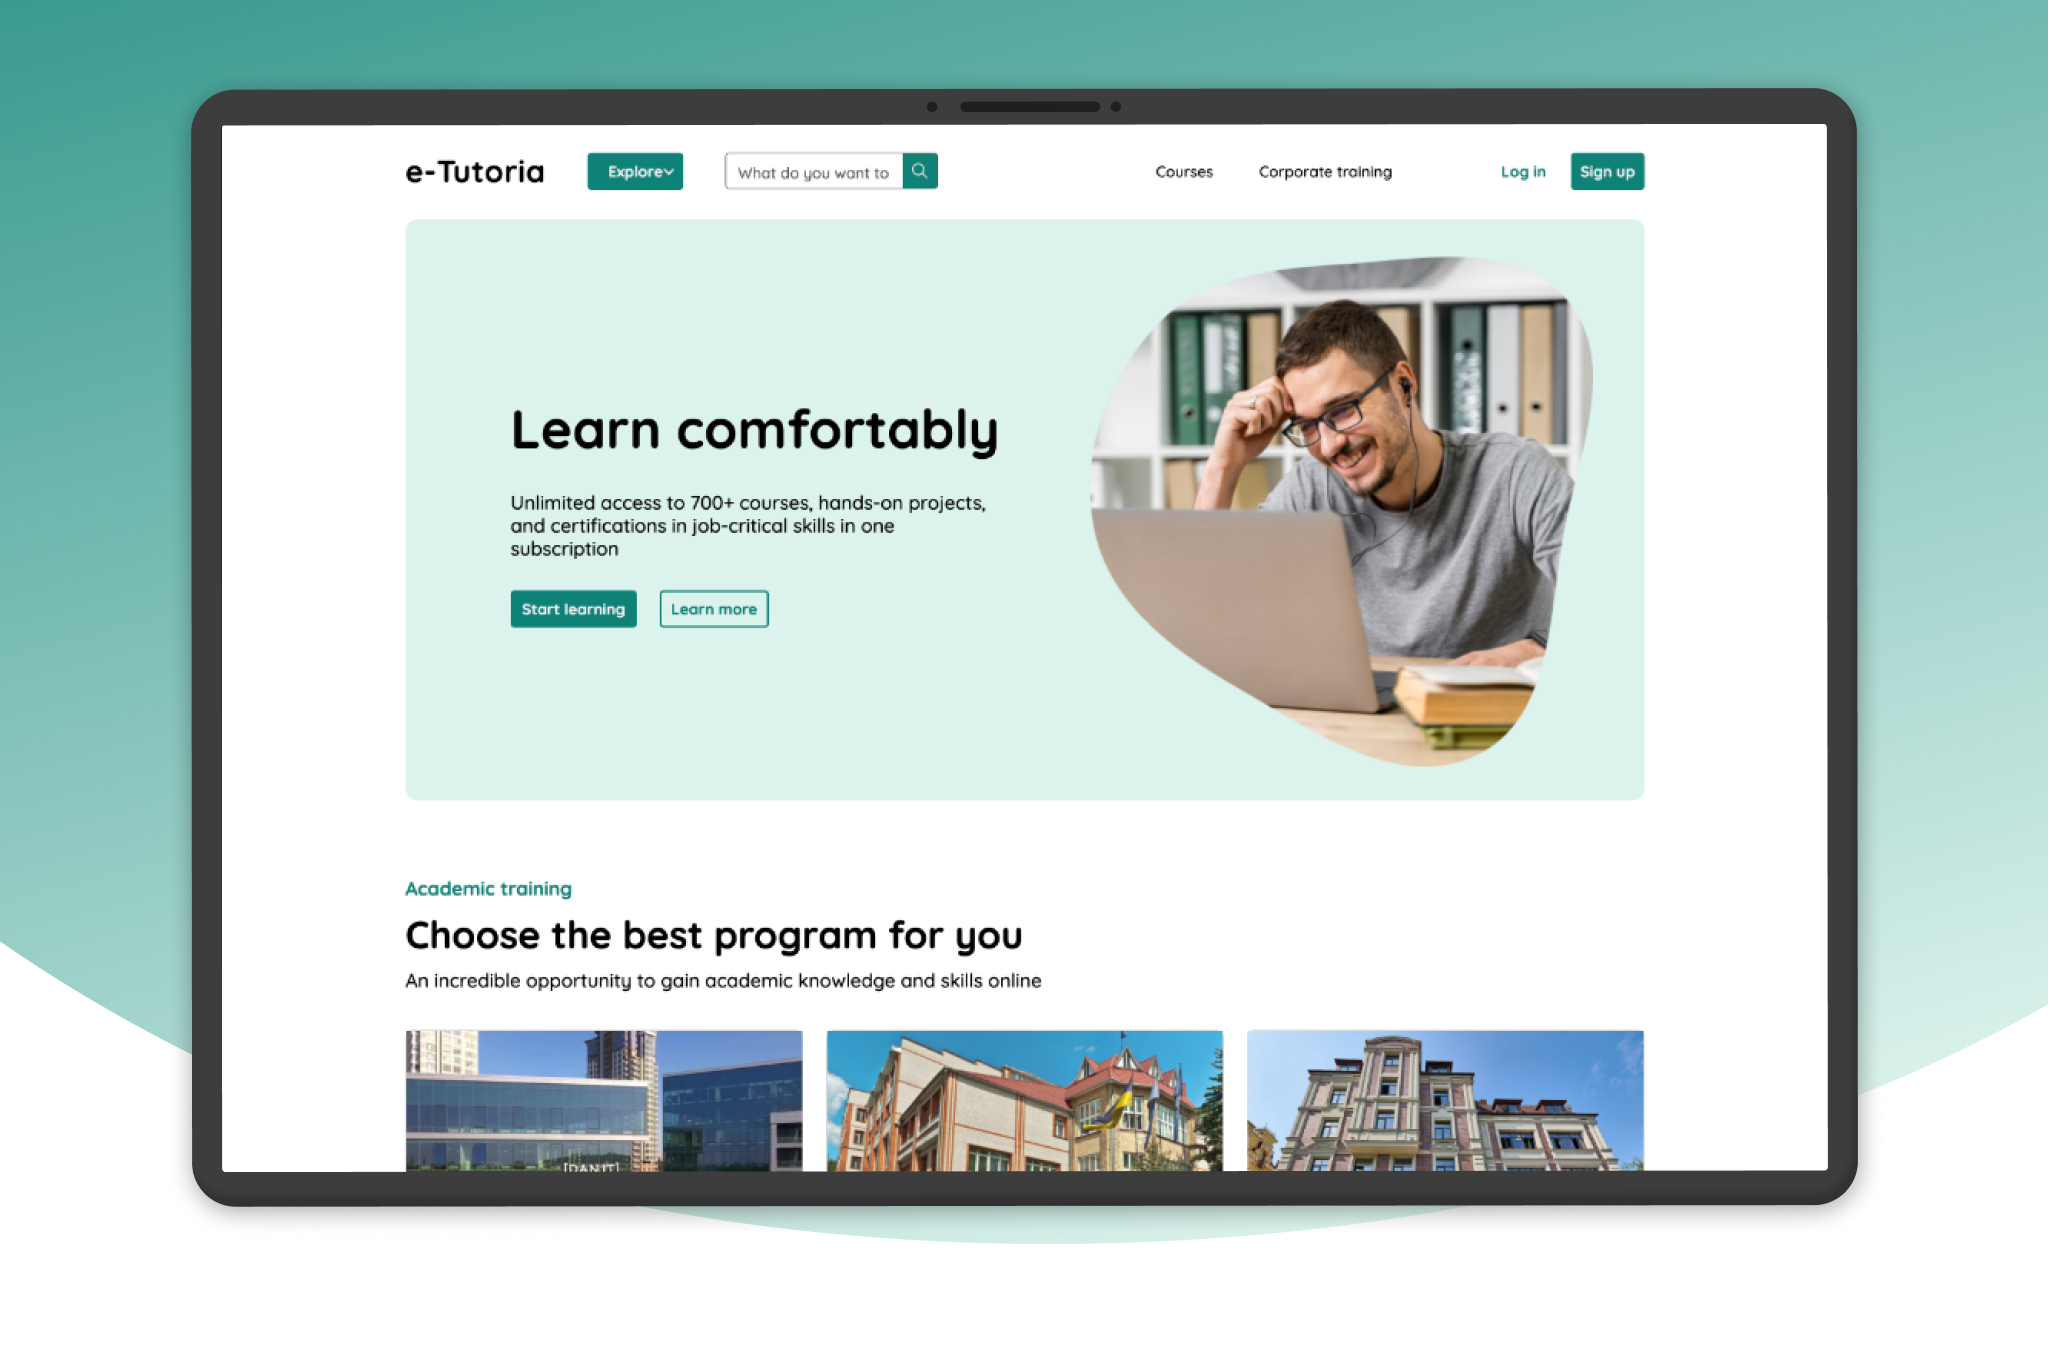 e-Tutoria
Explore
What do you want to
Courses
Corporate training
Log in
Sign up
Learn comfortably
Unlimited access to 700+ courses, hands-on projects,
and certifications in job-critical skills in one
subscription
Start learning
Learn more
Academic training
Choose the best program for you
An incredible opportunity to gain academic knowledge and skills online
[DAN.IT]